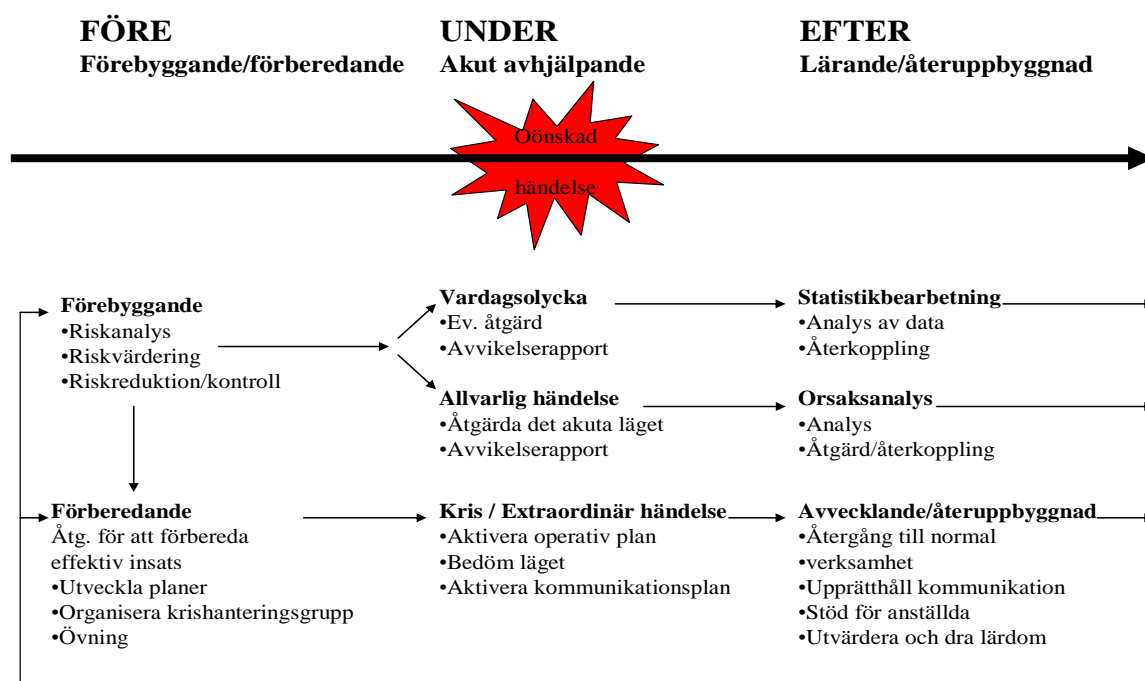 FÖRE
Förebyggande/förberedande
UNDER
Akut avhjälpande
EFTER
Lärande/återuppbyggnad
Oönskad
händelse
Förebyggande
•Riskanalys
•Riskvärdering
•Riskreduktion/kontroll
Vardagsolycka
•Ev. åtgärd
•Avvikelserapport
Statistikbearbetning
•Analys av data
•Återkoppling
Allvarlig händelse
•Åtgärda det akuta läget
•Avvikelserapport
Orsaksanalys
•Analys
•Åtgärd/återkoppling
Förberedande
Åtg. för att förbereda
effektiv insats
•Utveckla planer
•Organisera krishanteringsgrupp
•Övning
Kris / Extraordinär händelse
•Aktivera operativ plan
•Bedöm läget
•Aktivera kommunikationsplan
Avvecklande/återuppbyggnad
•Återgång till normal
•verksamhet
•Upprätthåll kommunikation
•Stöd för anställda
•Utvärdera och dra lärdom